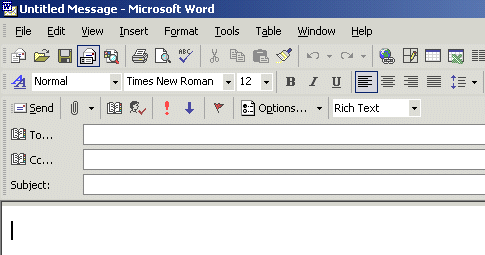 Untitled Message - Microsoft Word
File Edit View Insert Format Tools Table Window Help
Normal Times New Roman 12 B I U
Send Options... Rich Text
To...
Cc...
Subject: